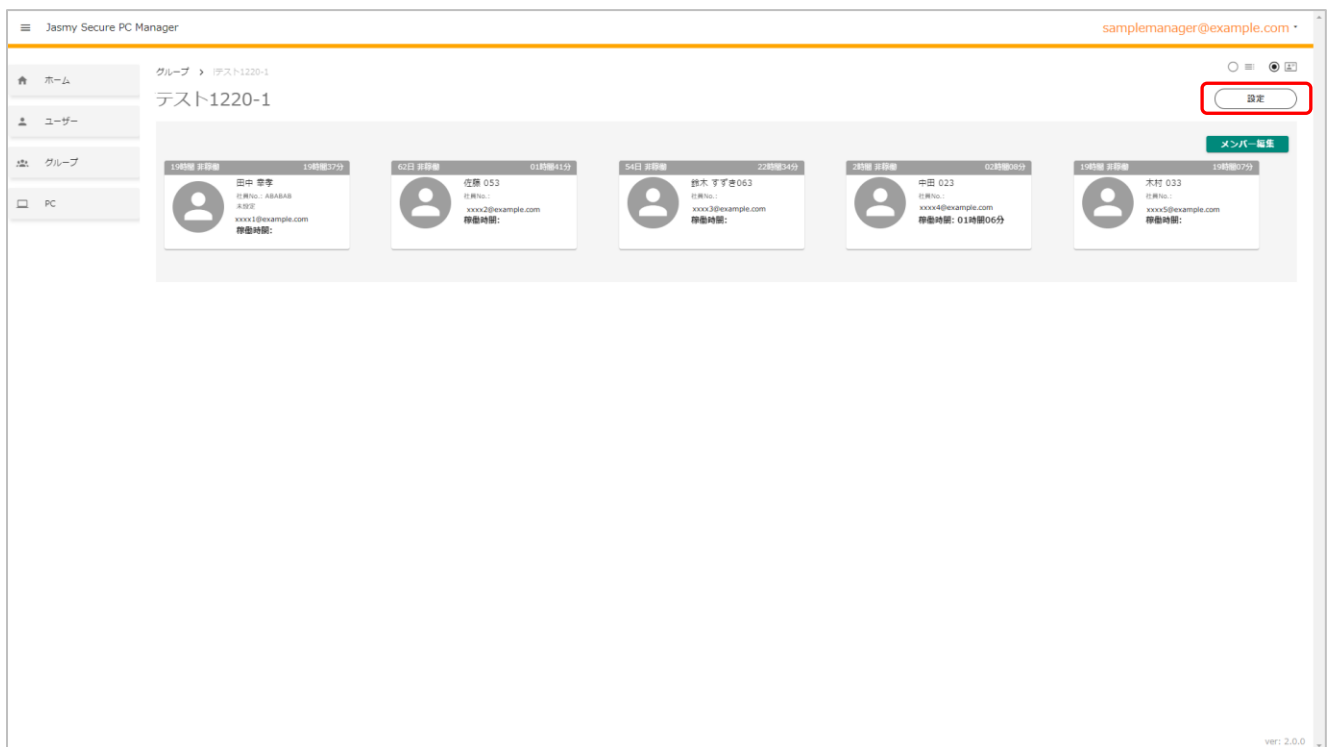 Jasmy Secure PC Manager
samplemanager@example.com
ホーム
ユーザー
グループ
PC
グループ > !テスト1220-1
テスト1220-1
設定
メンバー編集
19時間 非稼働 19時間37分
田中 幸孝
社員No.: ABABAB
未設定
xxxx1@example.com
稼働時間:
62日 非稼働 01時間41分
佐藤 053
社員No.:
xxxx2@example.com
稼働時間:
54日 非稼働 22時間34分
鈴木 すずき063
社員No.:
xxxx3@example.com
稼働時間:
2時間 非稼働 02時間08分
中田 023
社員No.:
xxxx4@example.com
稼働時間: 01時間06分
19時間 非稼働 19時間07分
木村 033
社員No.:
xxxx5@example.com
稼働時間:
ver: 2.0.0